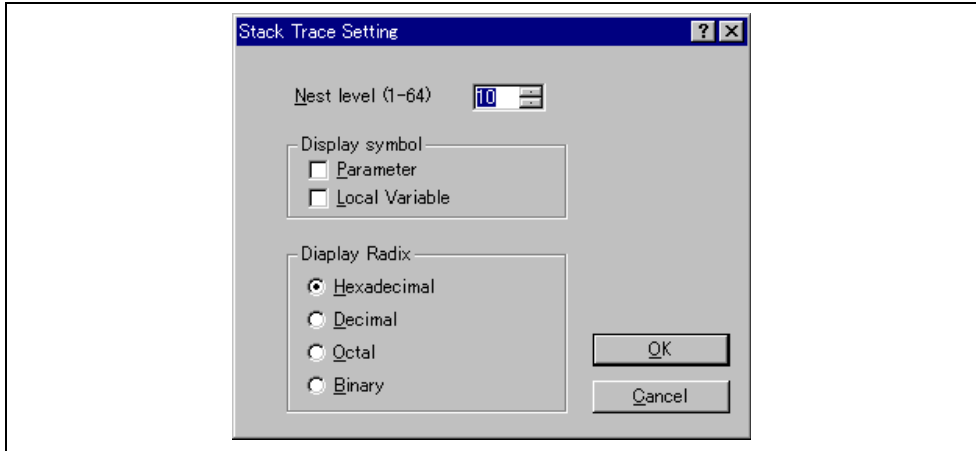 Stack Trace Setting
Nest level (1-64) 10
Display symbol
Parameter
Local Variable
Diaplay Radix
Hexadecimal
Decimal
Octal
Binary
OK
Cancel